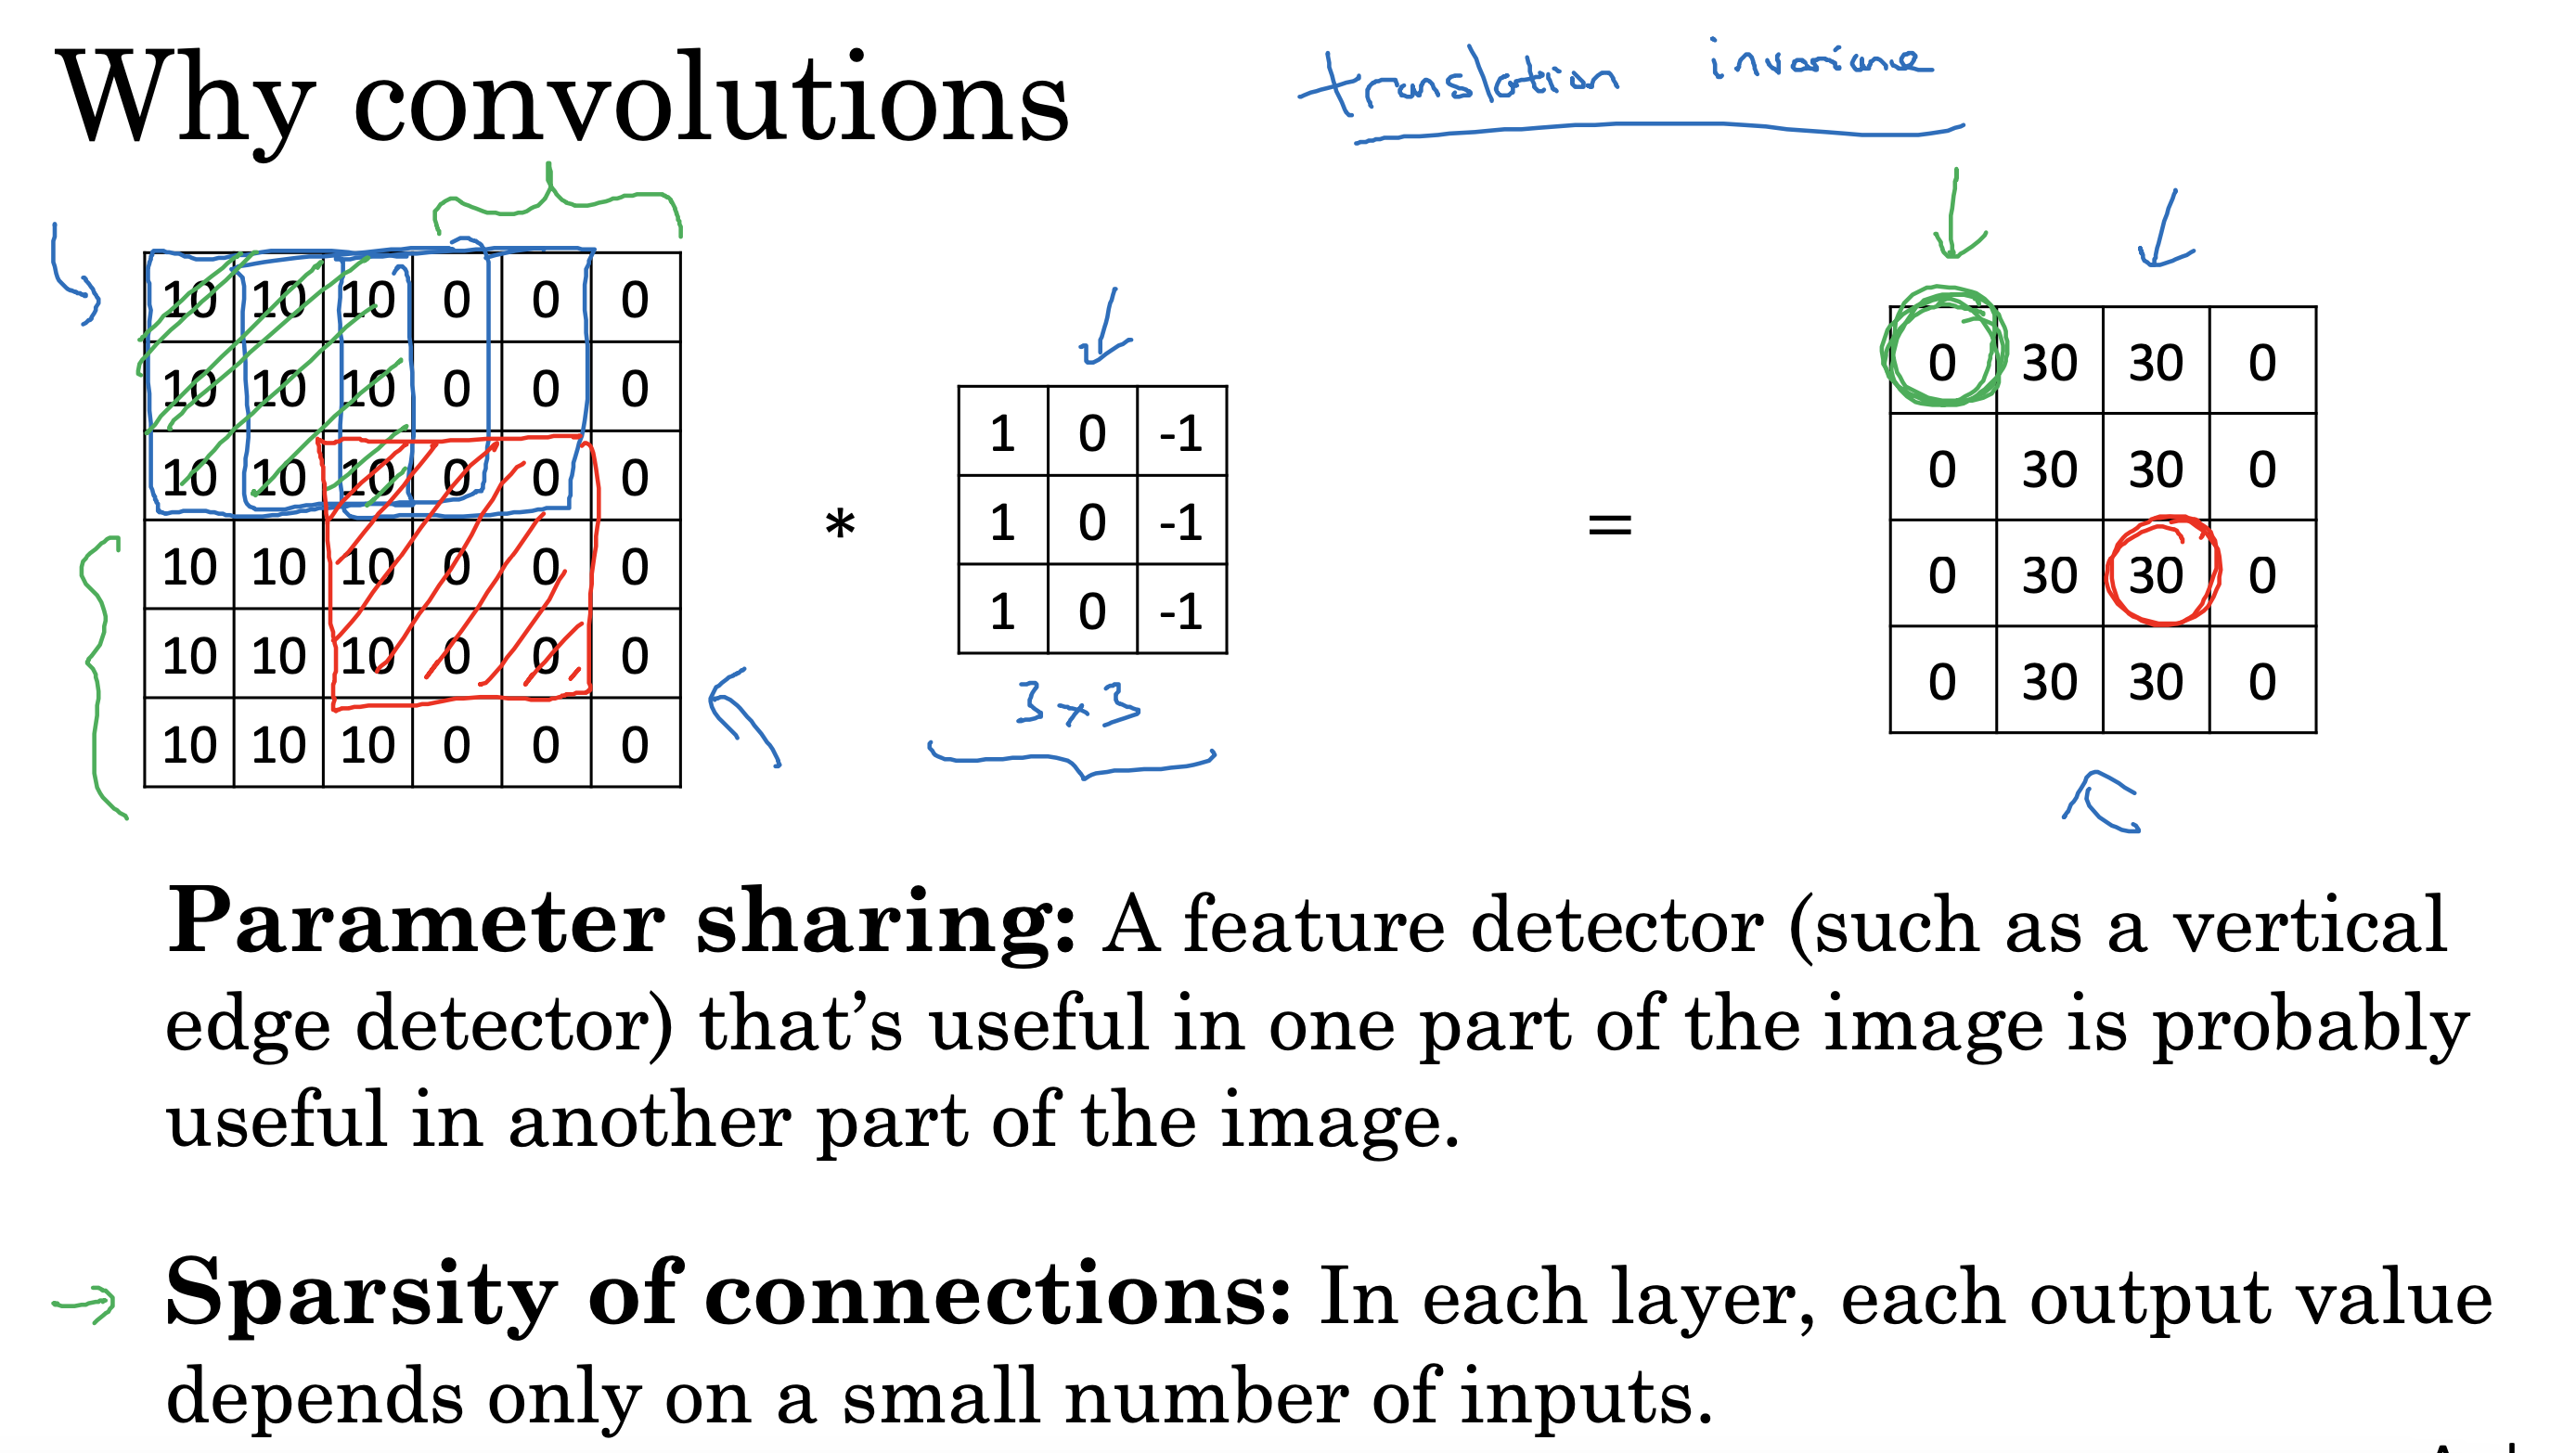 Why convolutions
translation invariance
10 10 10 0 0 0
10 10 10 0 0 0
10 10 10 0 0 0
10 10 10 0 0 0
10 10 10 0 0 0
10 10 10 0 0 0
*
1 0 -1
1 0 -1
1 0 -1
3x3
=
0 30 30 0
0 30 30 0
0 30 30 0
0 30 30 0
Parameter sharing: A feature detector (such as a vertical
edge detector) that’s useful in one part of the image is probably
useful in another part of the image.
Sparsity of connections: In each layer, each output value
depends only on a small number of inputs.